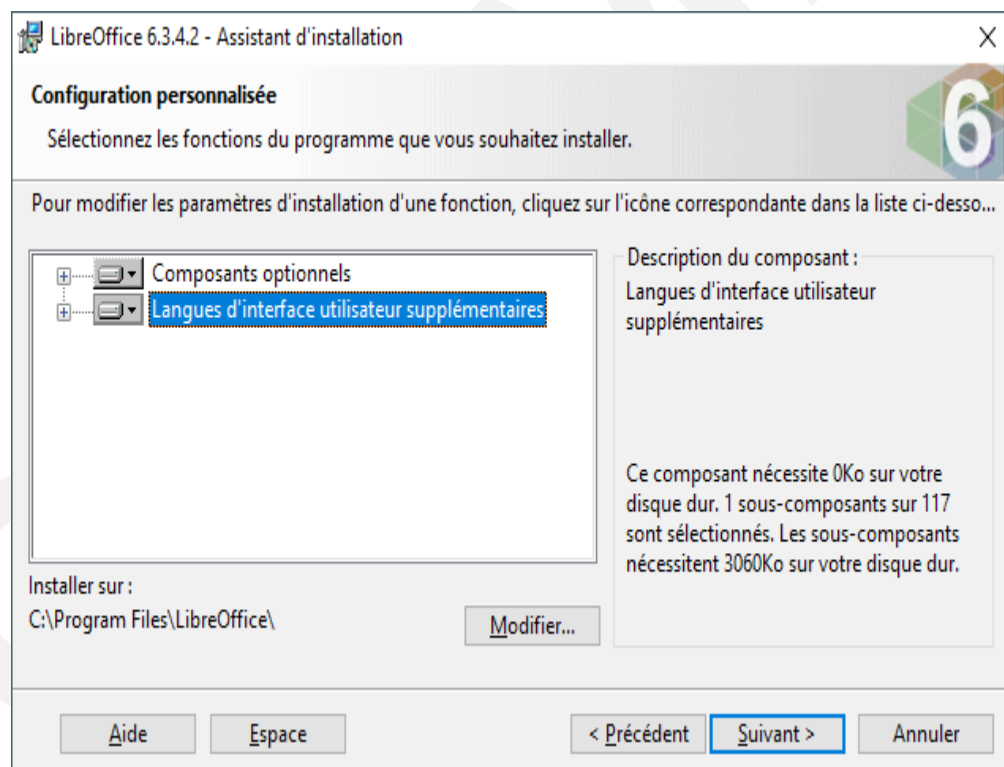 LibreOffice 6.3.4.2 - Assistant d'installation
Configuration personnalisée
Sélectionnez les fonctions du programme que vous souhaitez installer.
6
Pour modifier les paramètres d'installation d'une fonction, cliquez sur l'icône correspondante dans la liste ci-desso...
Composants optionnels
Langues d'interface utilisateur supplémentaires
Description du composant :
Langues d'interface utilisateur
supplémentaires
Ce composant nécessite 0Ko sur votre
disque dur. 1 sous-composants sur 117
sont sélectionnés. Les sous-composants
nécessitent 3060Ko sur votre disque dur.
Installer sur :
C:\Program Files\LibreOffice\
Modifier...
Aide
Espace
< Précédent
Suivant >
Annuler